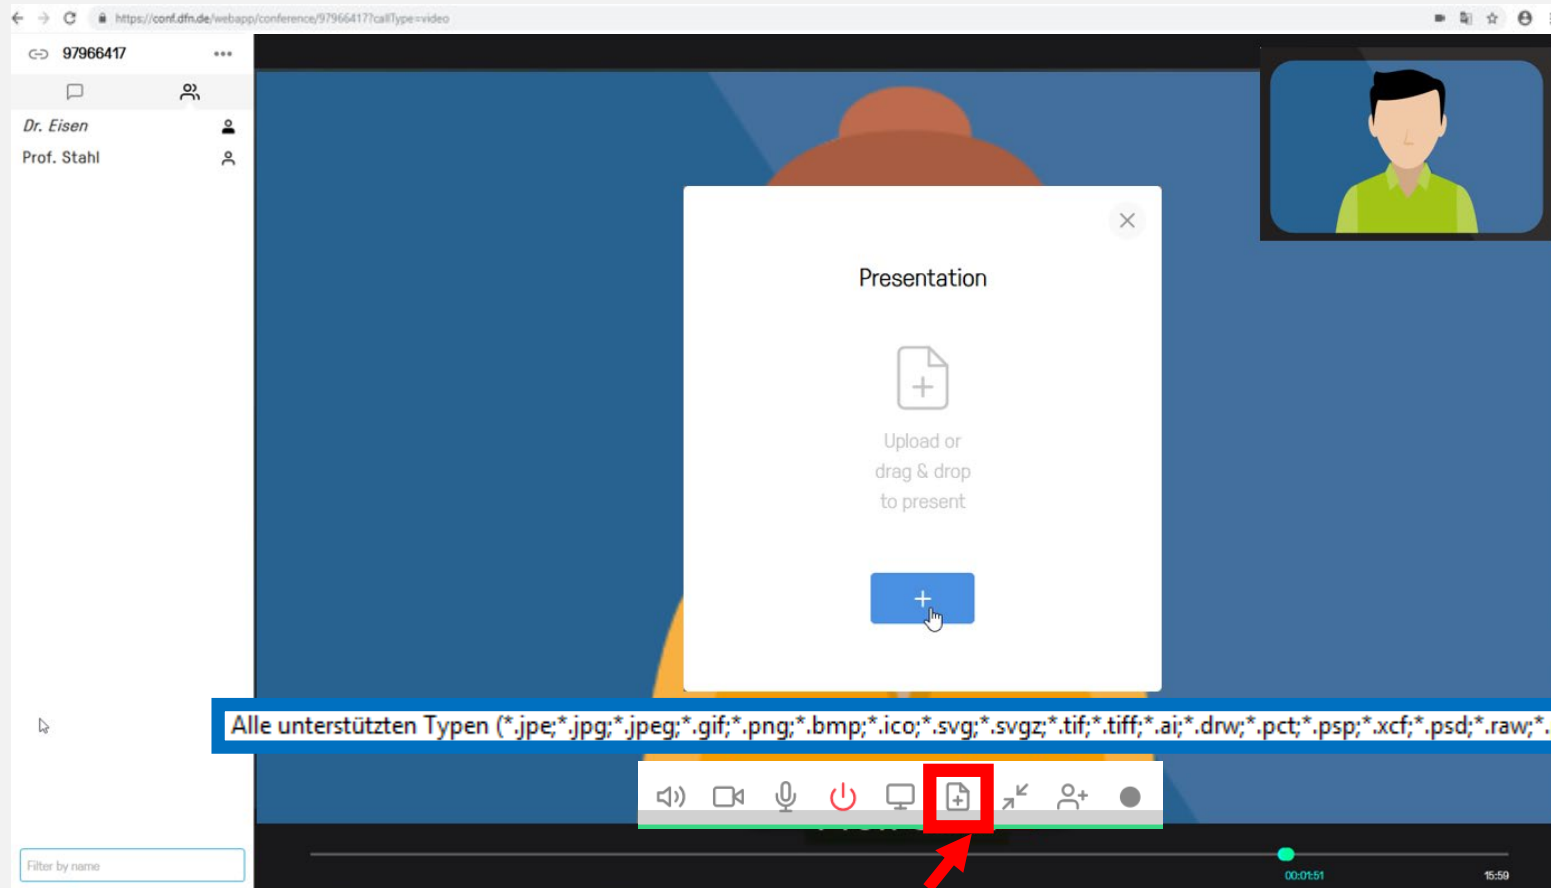 https://conf.dfn.de/webapp/conference/97966417?callType=video
97966417
Dr. Eisen
Prof. Stahl
Presentation
Upload or
drag & drop
to present
Alle unterstützten Typen (*.jpe;*.jpg;*.jpeg;*.gif;*.png;*.bmp;*.ico;*.svg;*.svgz;*.tif;*.tiff;*.ai;*.drw;*.pct;*.psp;*.xcf;*.psd;*.raw;*.
Filter by name
00:01:51
15:59